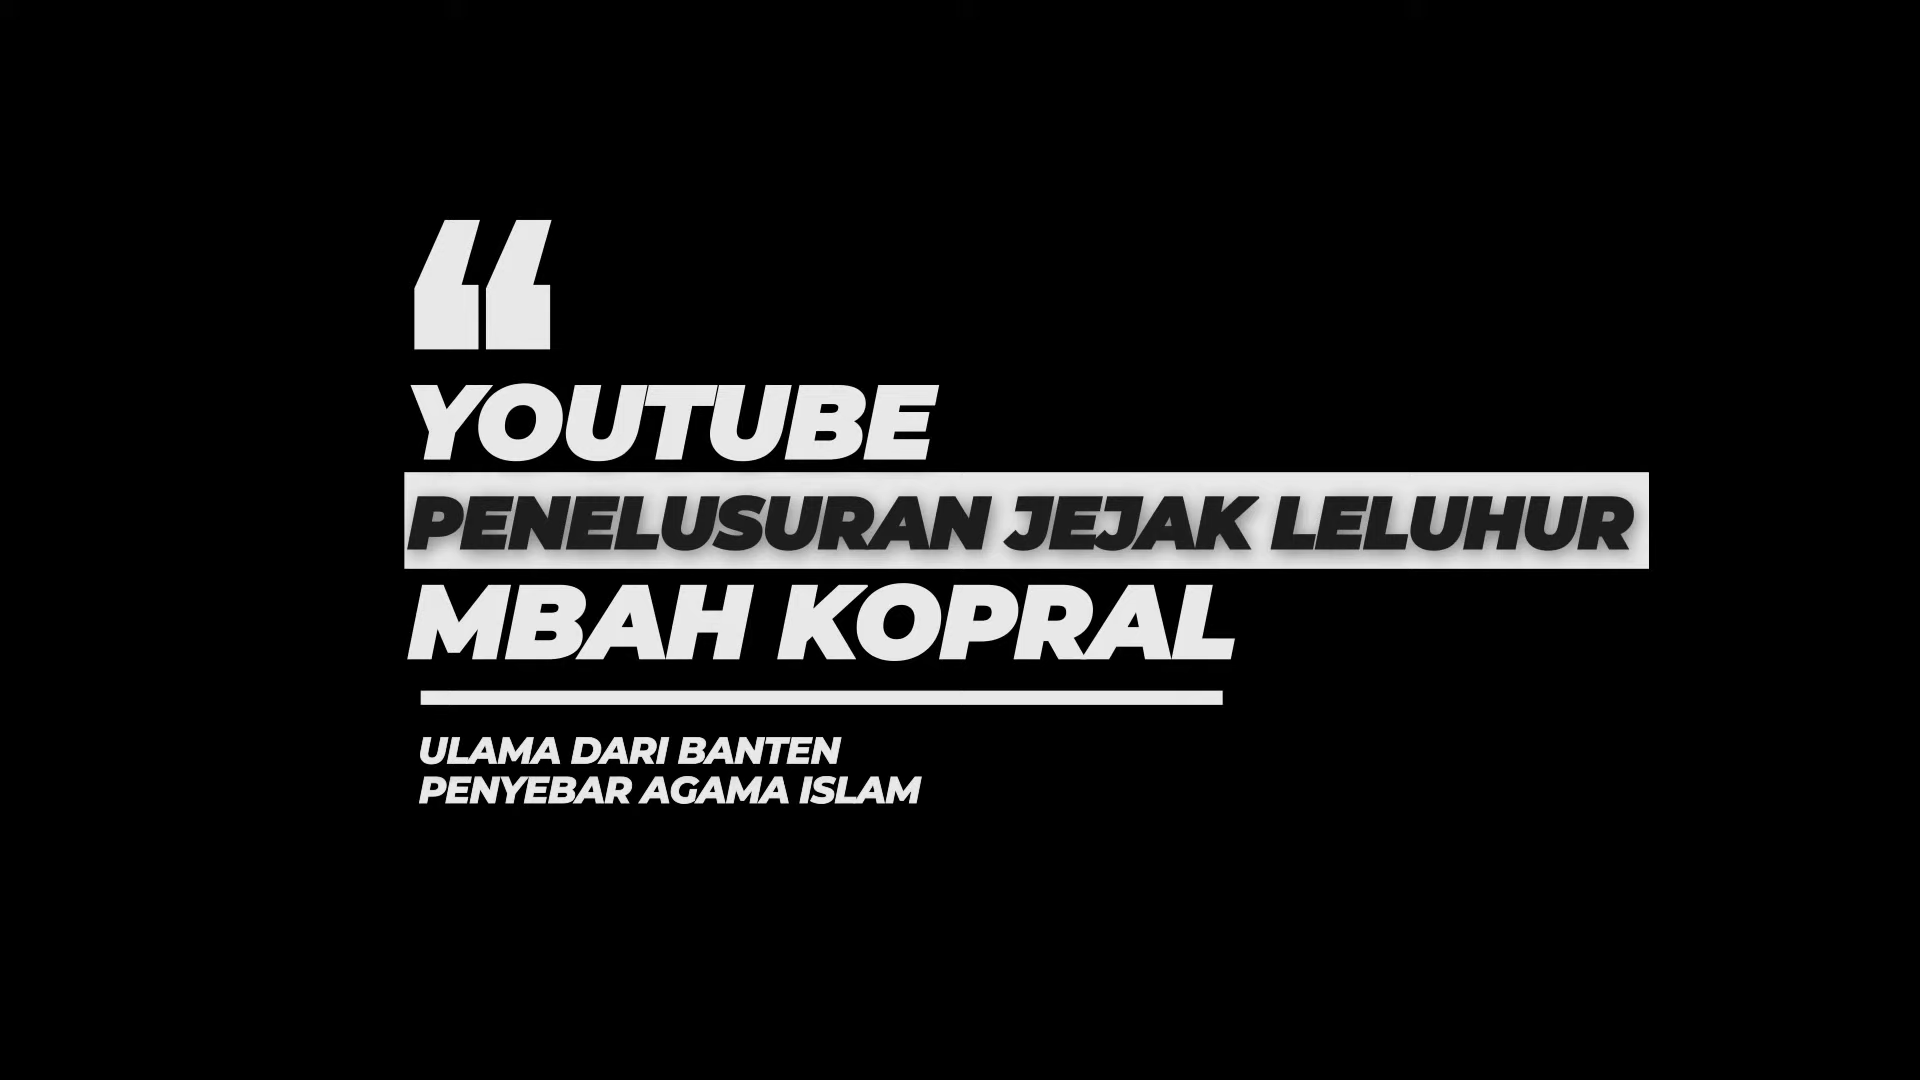 “
YOUTUBE
PENELUSURAN JEJAK LELUHUR
MBAH KOPRAL
ULAMA DARI BANTEN
PENYEBAR AGAMA ISLAM